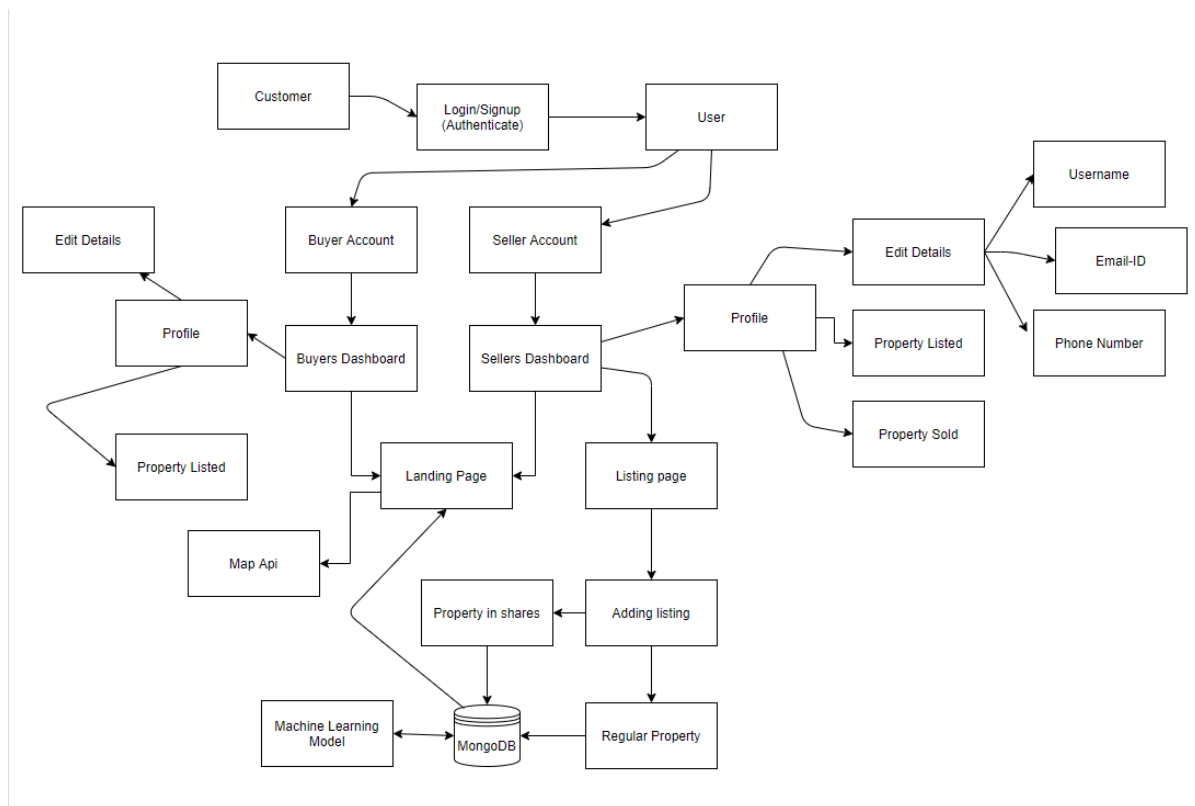 Customer
Login/Signup
(Authenticate)
User
Username
Edit Details
Buyer Account
Seller Account
Edit Details
Email-ID
Profile
Buyers Dashboard
Sellers Dashboard
Profile
Property Listed
Phone Number
Property Sold
Property Listed
Landing Page
Listing page
Map Api
Property in shares
Adding listing
Machine Learning
Model
MongoDB
Regular Property